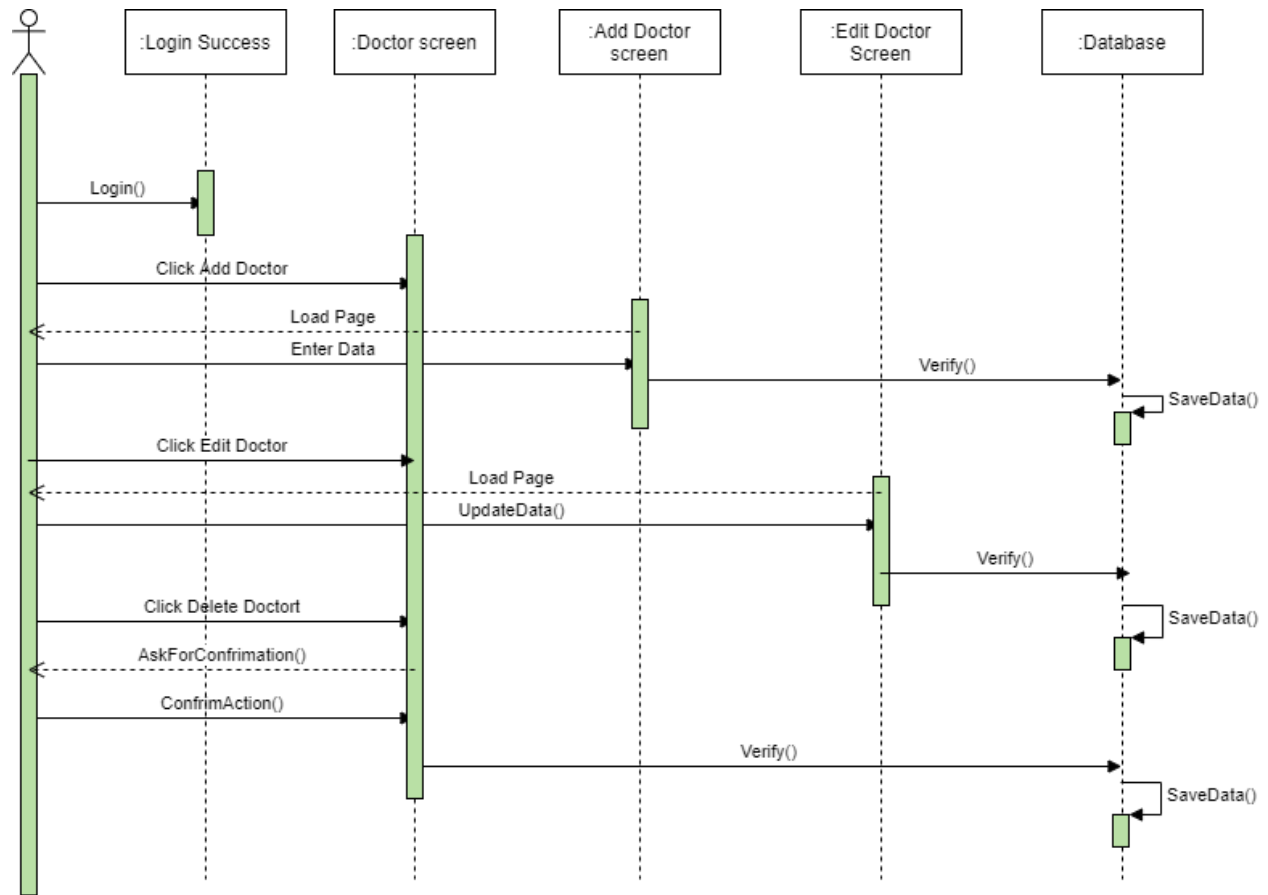 :Login Success
:Doctor screen
:Add Doctor
screen
:Edit Doctor
Screen
:Database
Login()
Click Add Doctor
Load Page
Enter Data
Verify()
SaveData()
Click Edit Doctor
Load Page
UpdateData()
Verify()
Click Delete Doctort
SaveData()
AskForConfrimation()
ConfrimAction()
Verify()
SaveData()